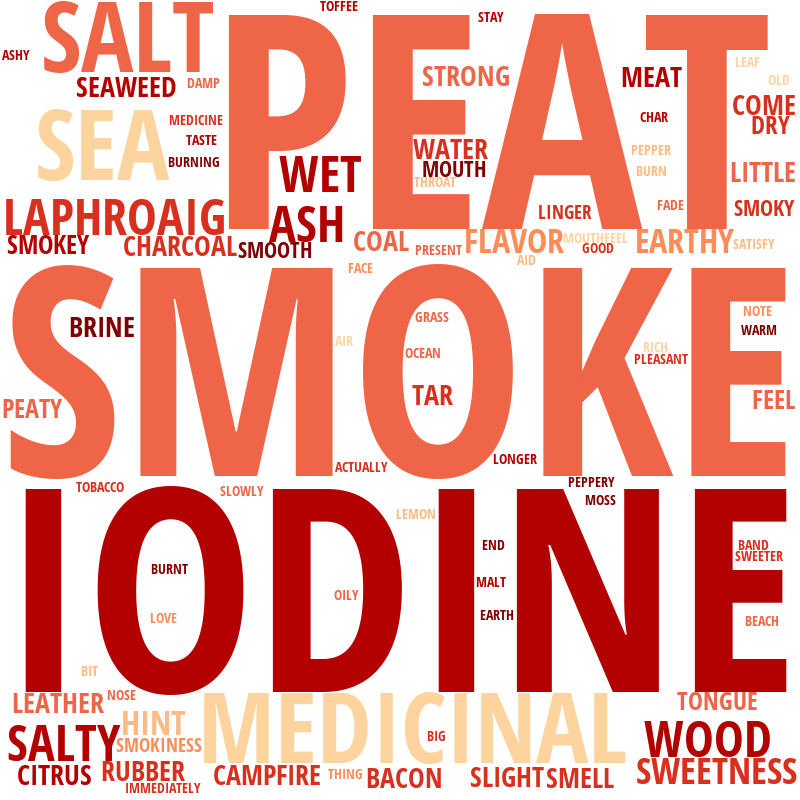 SALT
TOFFEE
STAY
PEAT
ASHY
SEAWEED
DAMP
STRONG
MEAT
LEAF
OLD
SEA
MEDICINE
TASTE
BURNING
CHAR
COME
DRY
WATER
MOUTH
THROAT
PEPPER
BURN
LITTLE
WET
ASH
LAPHROAIG
LINGER
FADE
SMOKY
SMOKEY
CHARCOAL
SMOOTH
COAL
PRESENT
FLAVOR
MOUTHFEEL
GOOD
EARTHY
SATISFY
FACE
AID
SMOKE
BRINE
AIR
GRASS
OCEAN
TAR
NOTE
WARM
RICH
PLEASANT
PEATY
FEEL
ACTUALLY
LONGER
TOBACCO
SLOWLY
PEPPERY
MOSS
IODINE
LEMON
BURNT
END
BAND
SWEETER
MALT
OILY
EARTH
LOVE
BEACH
BIT
LEATHER
NOSE
MEDICINAL
TONGUE
HINT
SALTY
SMOKINESS
BIG
WOOD
CITRUS
RUBBER
IMMEDIATELY
CAMPFIRE
THING
BACON
SLIGHT
SMELL
SWEETNESS